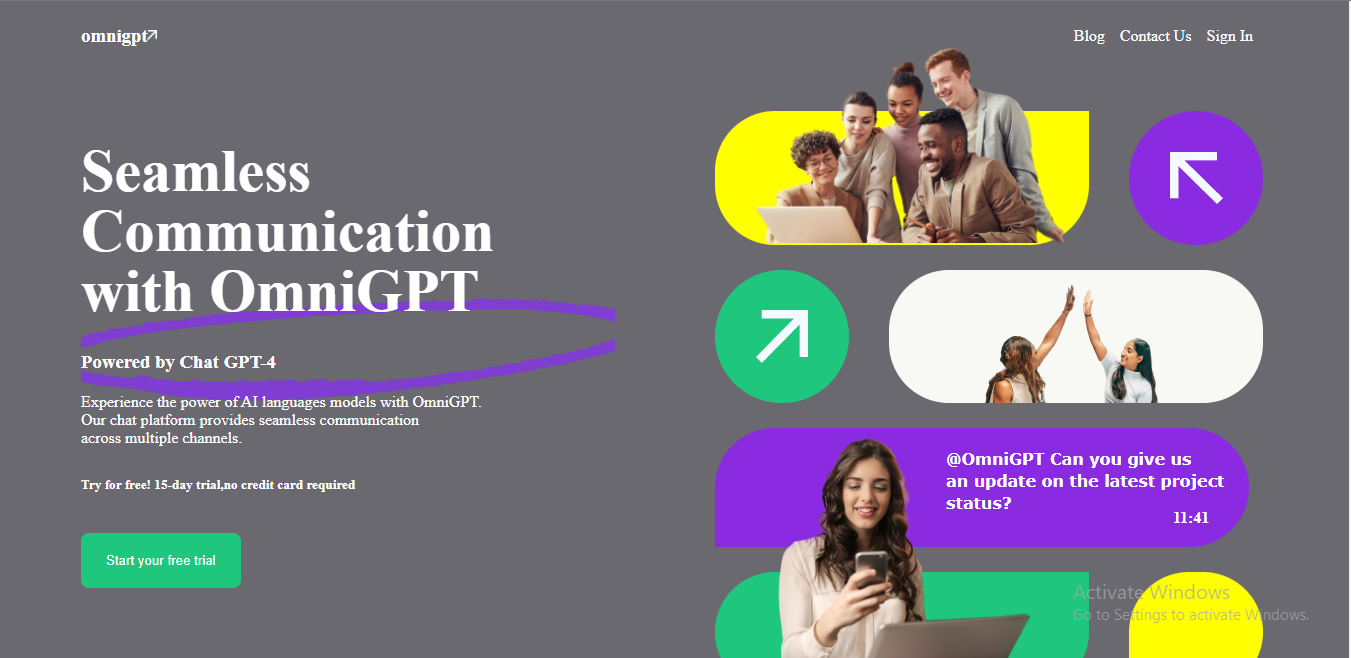 omnigpt
Blog Contact Us Sign In
Seamless
Communication
with OmniGPT
Powered by Chat GPT-4
Experience the power of AI languages models with OmniGPT.
Our chat platform provides seamless communication
across multiple channels.
Try for free! 15-day trial,no credit card required
Start your free trial
@OmniGPT Can you give us
an update on the latest project
status?
11:41
Activate Windows
Go to Settings to activate Windows.